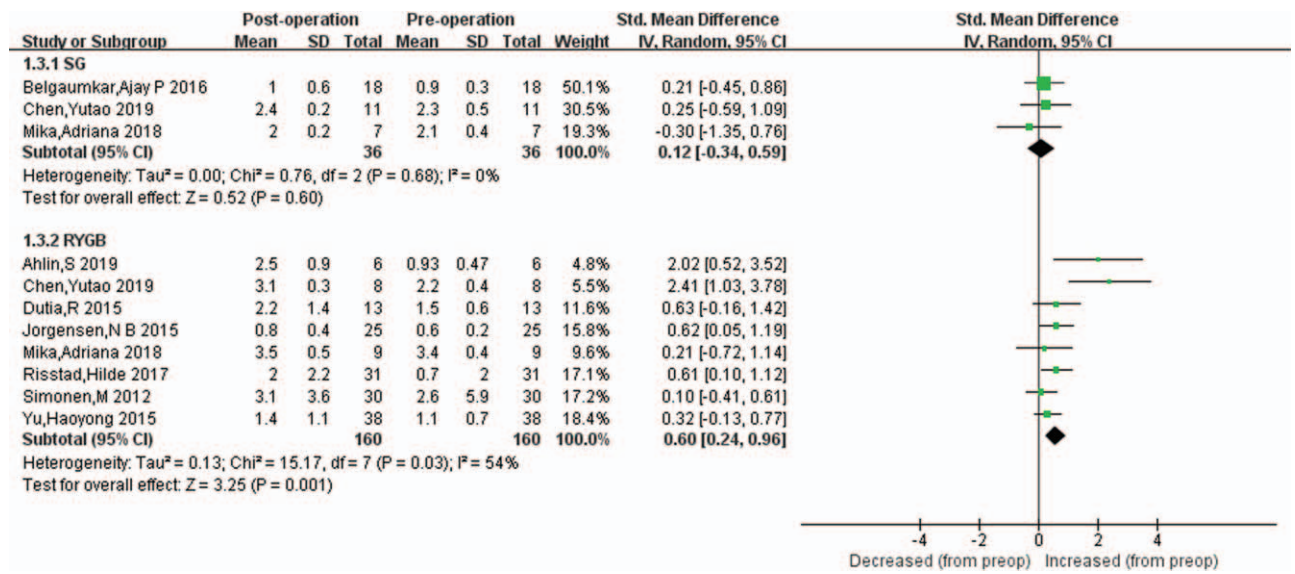 Post-operation Pre-operation Std. Mean Difference Std. Mean Difference
Study or Subgroup Mean SD Total Mean SD Total Weight IV, Random, 95% CI IV, Random, 95% CI
1.3.1 SG
Belgaumkar,Ajay P 2016 1 0.6 18 0.9 0.3 18 50.1% 0.21 [-0.45, 0.86]
Chen,Yutao 2019 2.4 0.2 11 2.3 0.5 11 30.5% 0.25 [-0.59, 1.09]
Mika,Adriana 2018 2 0.2 7 2.1 0.4 7 19.3% -0.30 [-1.35, 0.76]
Subtotal (95% CI) 36 36 100.0% 0.12 [-0.34, 0.59]
Heterogeneity: Tau² = 0.00; Chi² = 0.76, df = 2 (P = 0.68); I² = 0%
Test for overall effect: Z = 0.52 (P = 0.60)
1.3.2 RYGB
Ahlin,S 2019 2.5 0.9 6 0.93 0.47 6 4.8% 2.02 [0.52, 3.52]
Chen,Yutao 2019 3.1 0.3 8 2.2 0.4 8 5.5% 2.41 [1.03, 3.78]
Dutia,R 2015 2.2 1.4 13 1.5 0.6 13 11.6% 0.63 [-0.16, 1.42]
Jorgensen,N B 2015 0.8 0.4 25 0.6 0.2 25 15.8% 0.62 [0.05, 1.19]
Mika,Adriana 2018 3.5 0.5 9 3.4 0.4 9 9.6% 0.21 [-0.72, 1.14]
Risstad,Hilde 2017 2 2.2 31 0.7 2 31 17.1% 0.61 [0.10, 1.12]
Simonen,M 2012 3.1 3.6 30 2.6 5.9 30 17.2% 0.10 [-0.41, 0.61]
Yu,Haoyong 2015 1.4 1.1 38 1.1 0.7 38 18.4% 0.32 [-0.13, 0.77]
Subtotal (95% CI) 160 160 100.0% 0.60 [0.24, 0.96]
Heterogeneity: Tau² = 0.13; Chi² = 15.17, df = 7 (P = 0.03); I² = 54%
Test for overall effect: Z = 3.25 (P = 0.001)
-4 -2 0 2 4
Decreased (from preop) Increased (from preop)